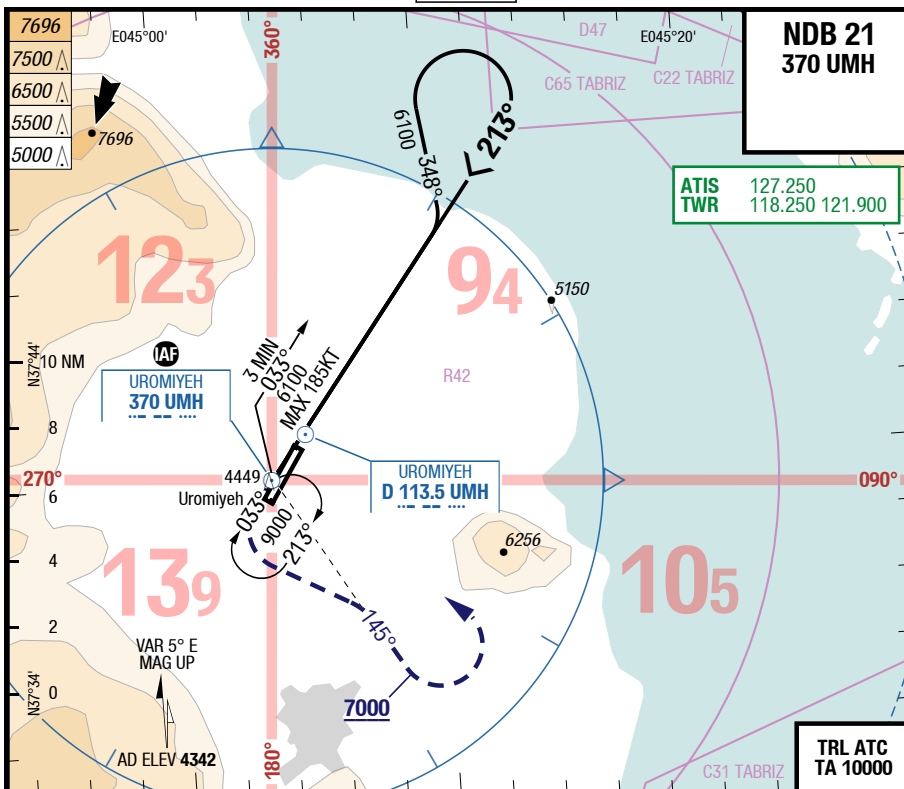 7696
7500
6500
5500
5000
E045°00'
360°
D47
E045°20'
C65 TABRIZ
C22 TABRIZ
NDB 21
370 UMH
7696
6100
348°
213°
ATIS 127.250
TWR 118.250 121.900
123
94
5150
N37°44'
10 NM
IAF
UROMIYEH
370 UMH
3 MIN
033°
6100
MAX 185KT
R42
8
4449
270°
Uromiyeh
6
UROMIYEH
D 113.5 UMH
090°
033°
9000
213°
6256
4
139
105
2
145°
VAR 5° E
MAG UP
N37°34'
0
7000
AD ELEV 4342
180°
C31 TABRIZ
TRL ATC
TA 10000